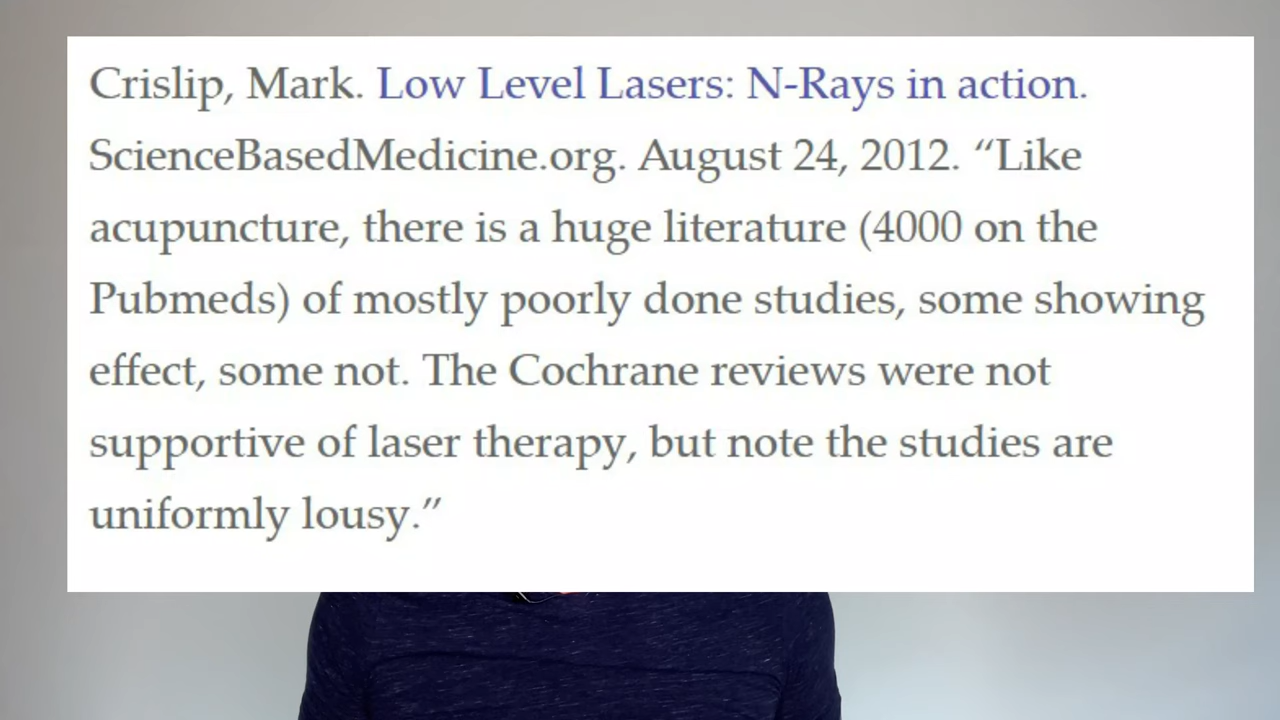 Crislip, Mark. Low Level Lasers: N-Rays in action.
ScienceBasedMedicine.org. August 24, 2012. “Like
acupuncture, there is a huge literature (4000 on the
Pubmeds) of mostly poorly done studies, some showing
effect, some not. The Cochrane reviews were not
supportive of laser therapy, but note the studies are
uniformly lousy.”